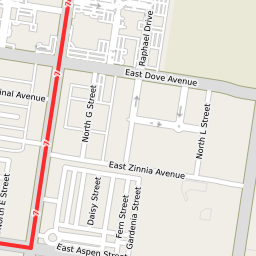 Raphael Drive
East Dove Avenue
inal Avenue
North G Street
North L Street
East Zinnia Avenue
North E Street
Daisy Street
Fern Street
Gardenia Street
East Aspen Street